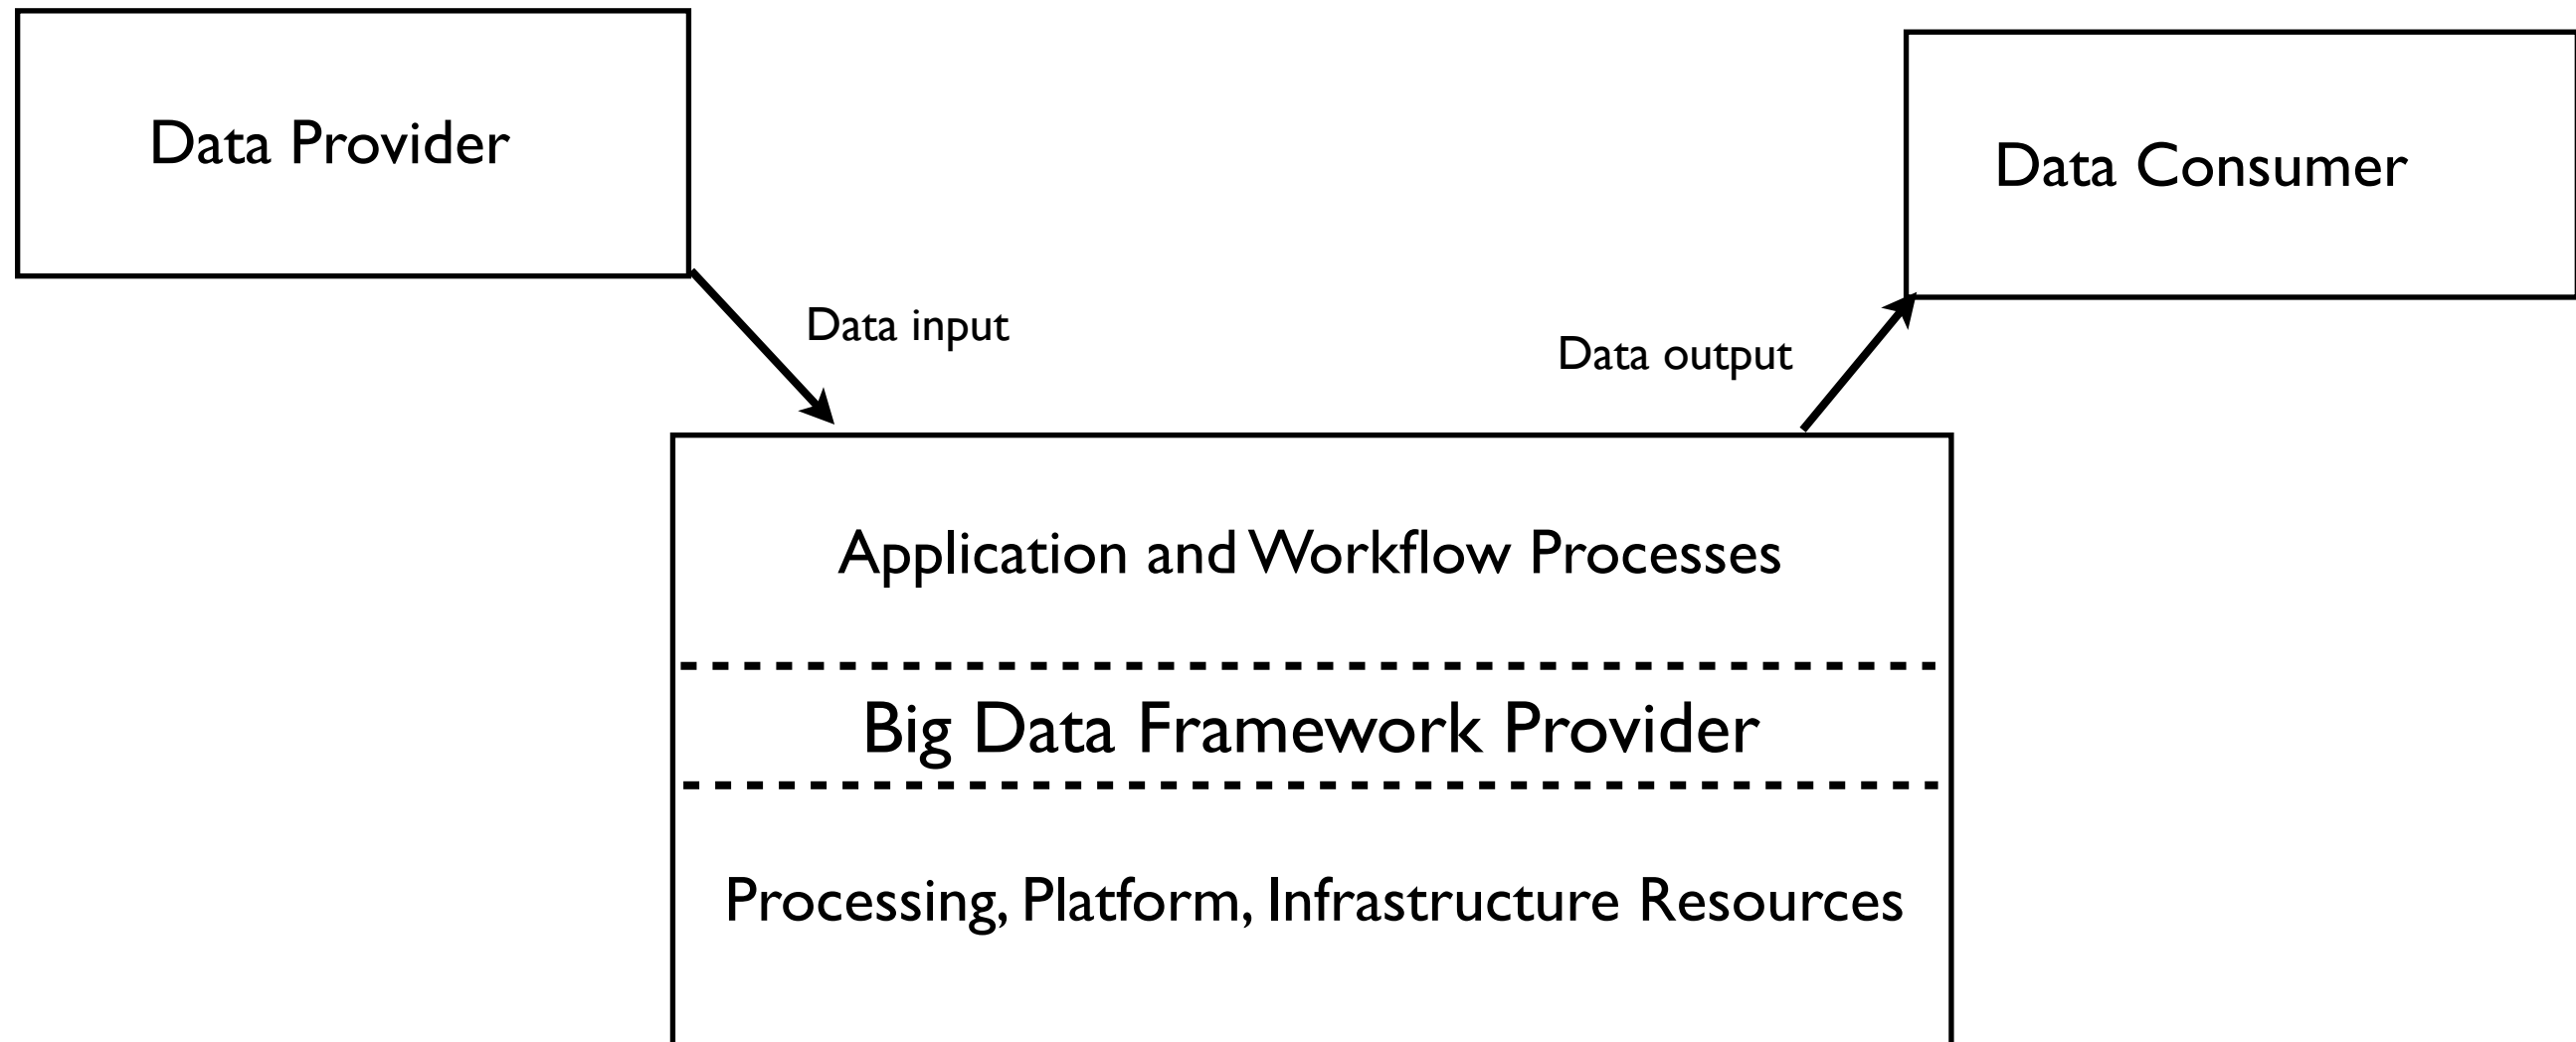 Data Provider
Data Consumer
Data input
Data output
Application and Workflow Processes
Big Data Framework Provider
Processing, Platform, Infrastructure Resources